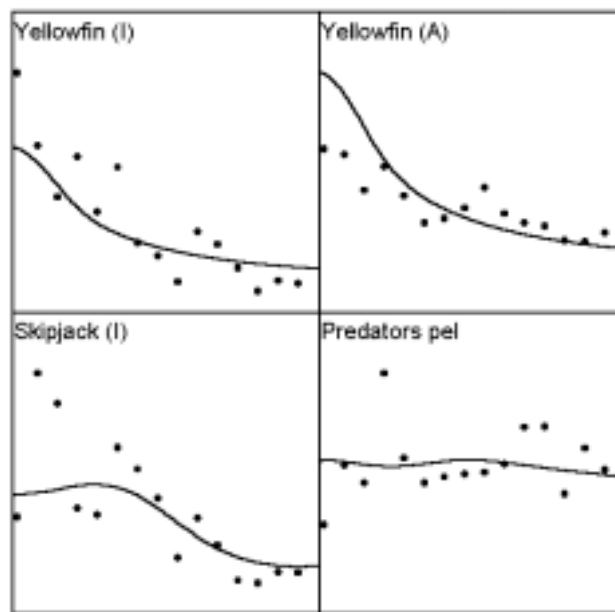 Yellowfin (I)
Yellowfin (A)
Skipjack (I)
Predators pel